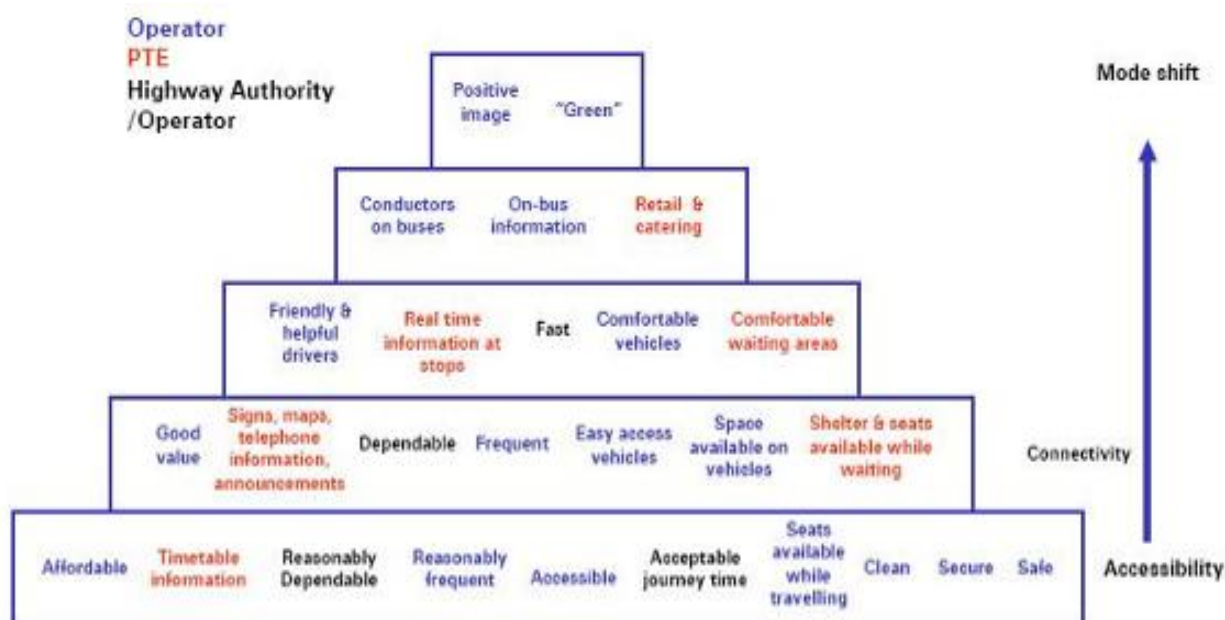 Operator
PTE
Highway Authority
/Operator
Mode shift
Positive
image
"Green"
Conductors
on buses
On-bus
information
Retail &
catering
Friendly &
helpful
drivers
Real time
information at
stops
Fast
Comfortable
vehicles
Comfortable
waiting areas
Good
value
Signs, maps,
telephone
information,
announcements
Dependable
Frequent
Easy access
vehicles
Space
available on
vehicles
Shelter & seats
available while
waiting
Connectivity
Affordable
Timetable
information
Reasonably
Dependable
Reasonably
frequent
Accessible
Acceptable
journey time
Seats
available
while
travelling
Clean
Secure
Safe
Accessibility